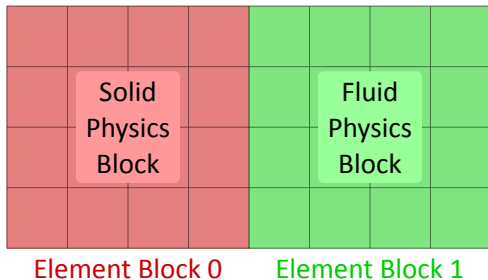 Solid
Physics
Block
Fluid
Physics
Block
Element Block 0
Element Block 1